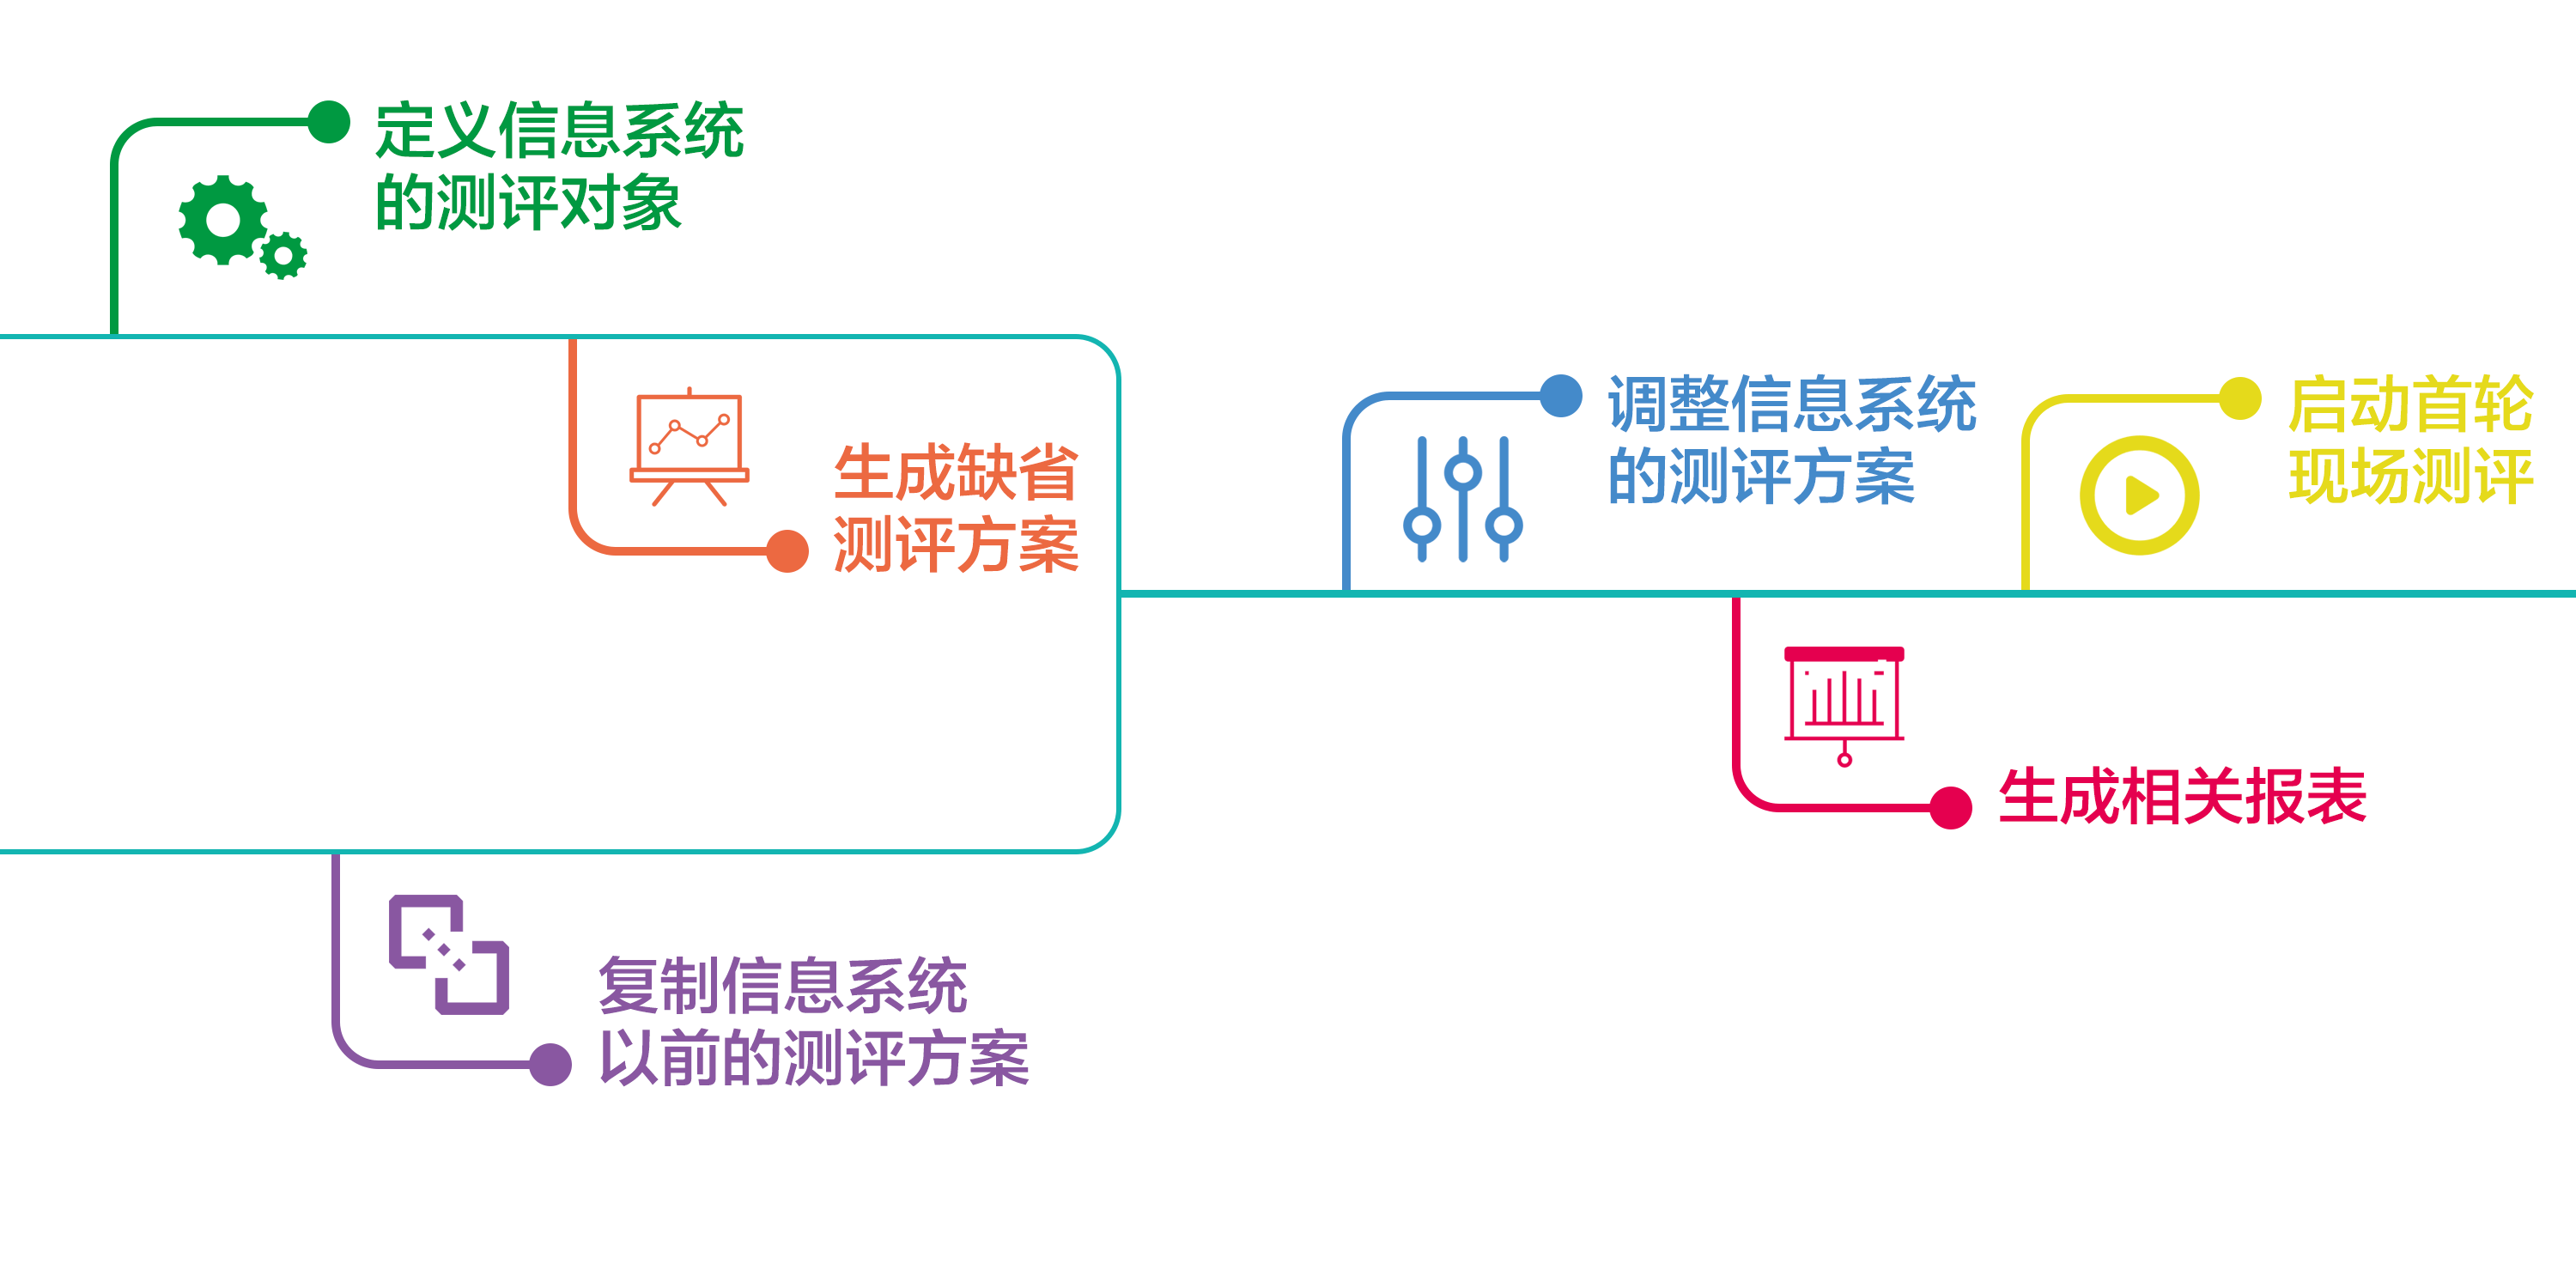 定义信息系统
的测评对象
生成缺省
测评方案
复制信息系统
以前的测评方案
调整信息系统
的测评方案
生成相关报表
启动首轮
现场测评